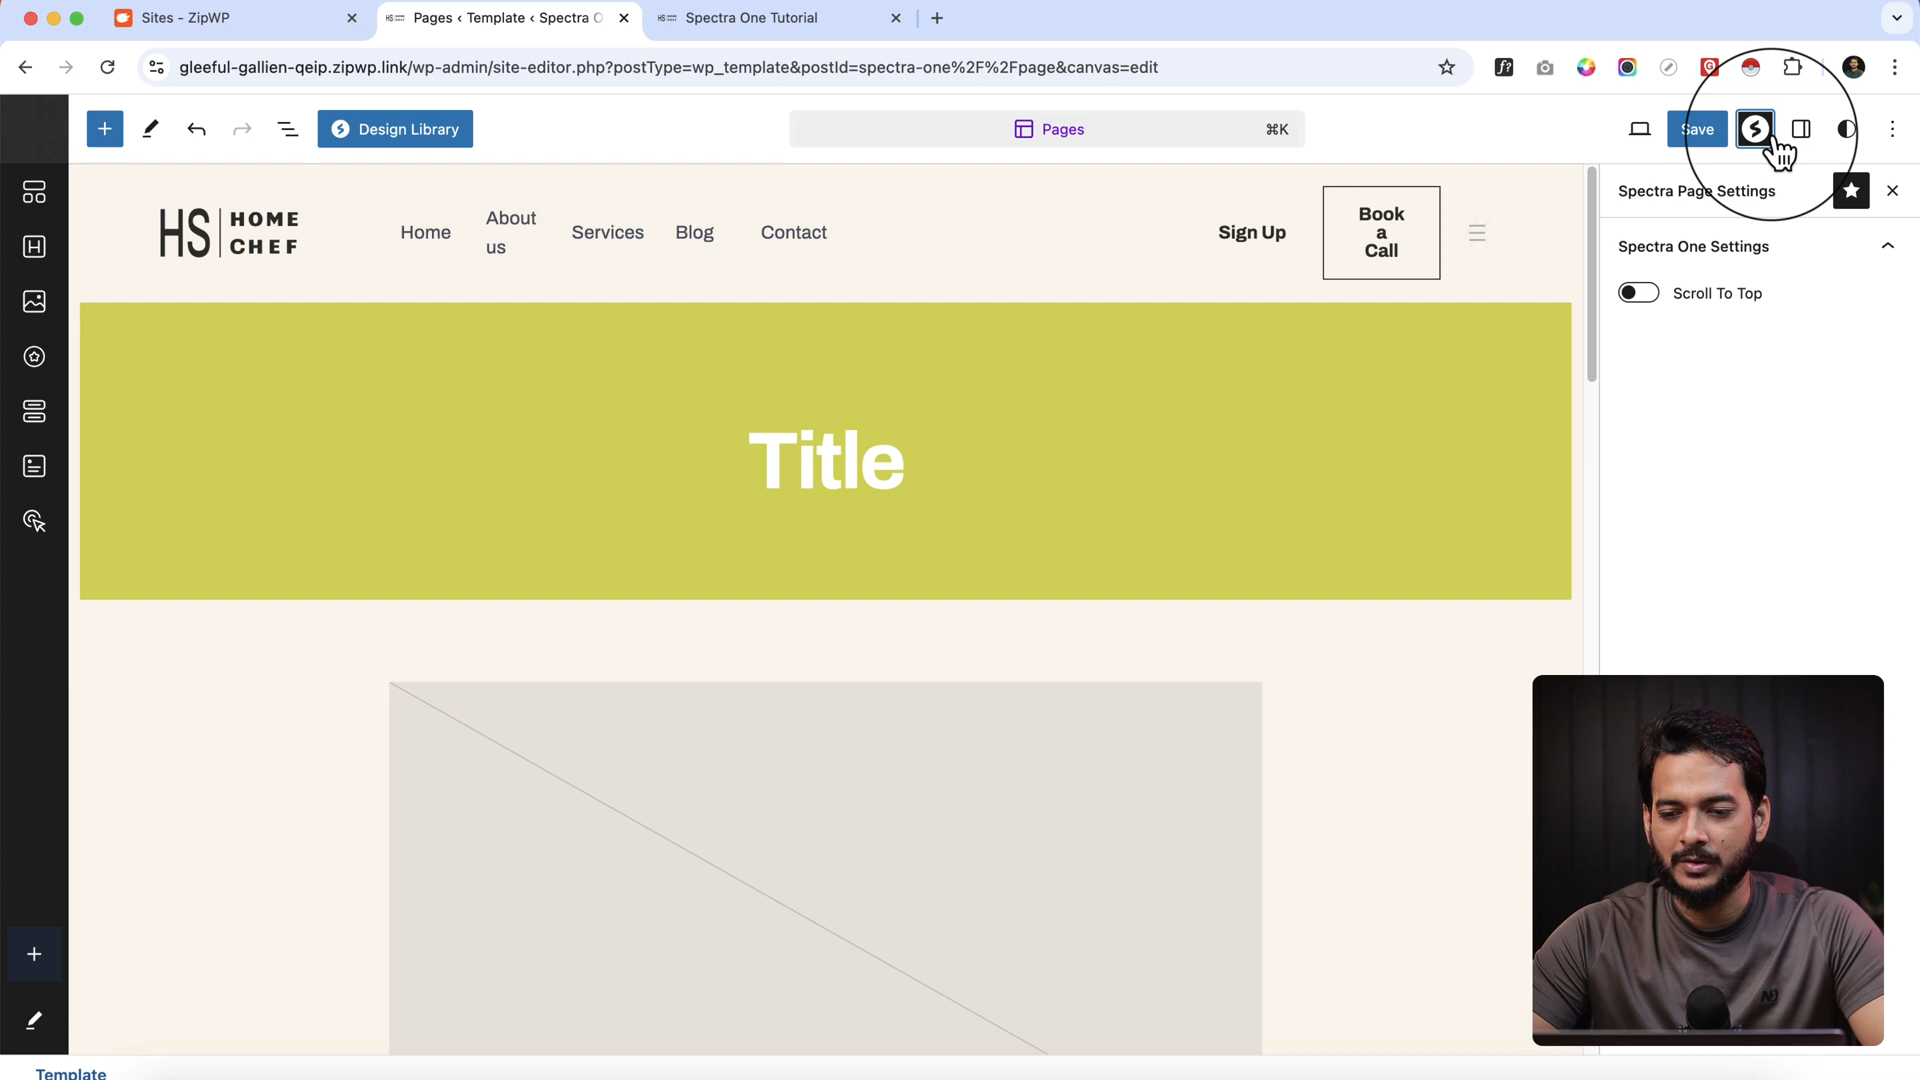 Sites - ZipWP
Pages ‹ Template ‹ Spectra O
Spectra One Tutorial
gleeful-gallien-qeip.zipwp.link/wp-admin/site-editor.php?postType=wp_template&postId=spectra-one%2F%2Fpage&canvas=edit
Design Library
Pages
⌘K
Save
Spectra Page Settings
Spectra One Settings
Scroll To Top
HS HOME
CHEF
Home
About
us
Services
Blog
Contact
Sign Up
Book
a
Call
Title
Template